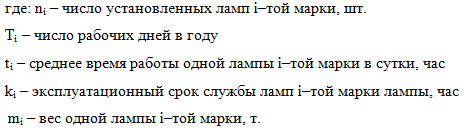 где: nᵢ – число установленных ламп i–той марки, шт.
Tᵢ – число рабочих дней в году
tᵢ – среднее время работы одной лампы i–той марки в сутки, час
kᵢ – эксплуатационный срок службы ламп i–той марки лампы, час
mᵢ – вес одной лампы i–той марки, т.